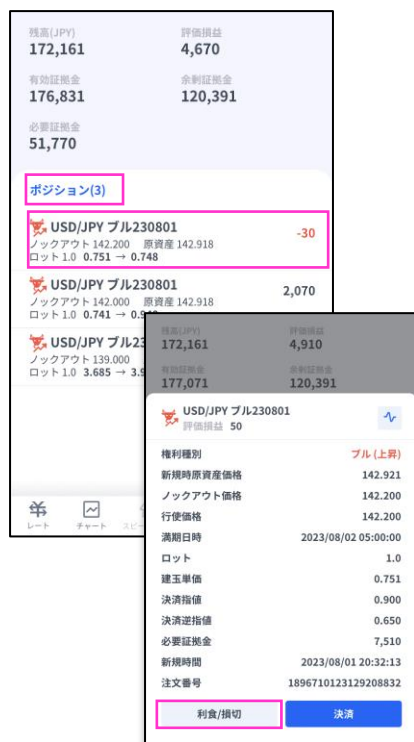 残高(JPY) 評価損益
172,161 4,670
有効証拠金 余剰証拠金
176,831 120,391
必要証拠金
51,770
ポジション(3)
USD/JPY ブル230801
-30
ノックアウト 142.200 原資産 142.918
ロット 1.0 0.751 → 0.748
USD/JPY ブル230801
2,070
ノックアウト 142.000 原資産 142.918
ロット 1.0 0.741 → 0.9
USD/JPY ブル23
ノックアウト 139.000
ロット 1.0 3.685 → 3.9
レート チャート スピー
残高(JPY) 評価損益
172,161 4,910
有効証拠金 余剰証拠金
177,071 120,391
USD/JPY ブル230801
評価損益 50
権利種別 ブル (上昇)
新規時原資産価格 142.921
ノックアウト価格 142.200
行使価格 142.200
満期日時 2023/08/02 05:00:00
ロット 1.0
建玉単価 0.751
決済指値 0.900
決済逆指値 0.650
必要証拠金 7,510
新規時間 2023/08/01 20:32:13
注文番号 1896710123129208832
利食/損切 決済